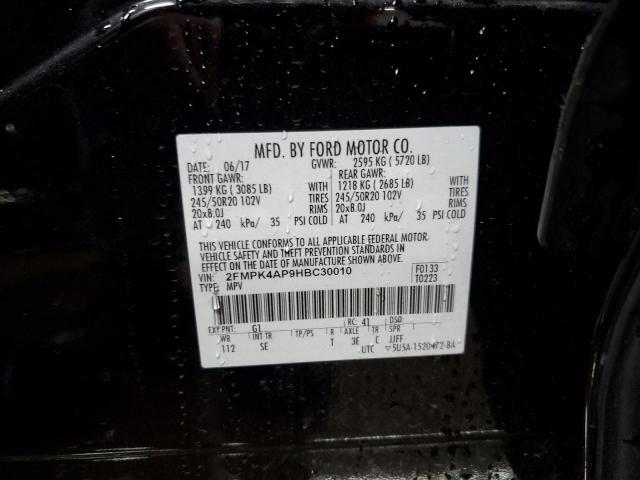 MFD. BY FORD MOTOR CO.
DATE: 06/17 GVWR: 2595 KG ( 5720 LB)
FRONT GAWR: REAR GAWR:
1399 KG ( 3085 LB) WITH 1218 KG ( 2685 LB) WITH
245/50R20 102V TIRES 245/50R20 102V TIRES
20x8.0J RIMS 20x8.0J RIMS
AT 240 kPa/ 35 PSI COLD AT 240 kPa/ 35 PSI COLD
THIS VEHICLE CONFORMS TO ALL APPLICABLE FEDERAL MOTOR
VEHICLE SAFETY AND THEFT PREVENTION STANDARDS IN
EFFECT ON THE DATE OF MANUFACTURE SHOWN ABOVE.
VIN: 2FMPK4AP9HBC30010 F0133
TYPE: MPV T0223
EXT PNT: G1 RC: 41 DSO:
WB INT TR TP/PS R AXLE TR SPR
112 SE T 3E C JJFF
UTC ▽5U5A-1520472-BA